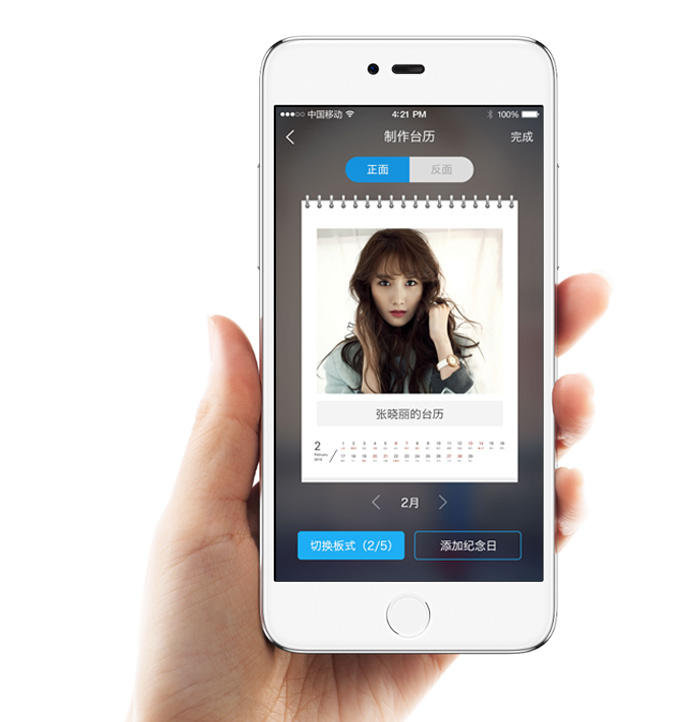 中国移动 4:21 PM 100%
制作台历 完成
正面 反面
张晓丽的台历
2
February
1 2 3 4 5 6 7 8 9 10 11 12 13 14 15 16
17 18 19 20 21 22 23 24 25 26 27 28 29
2月
切换板式（2/5） 添加纪念日